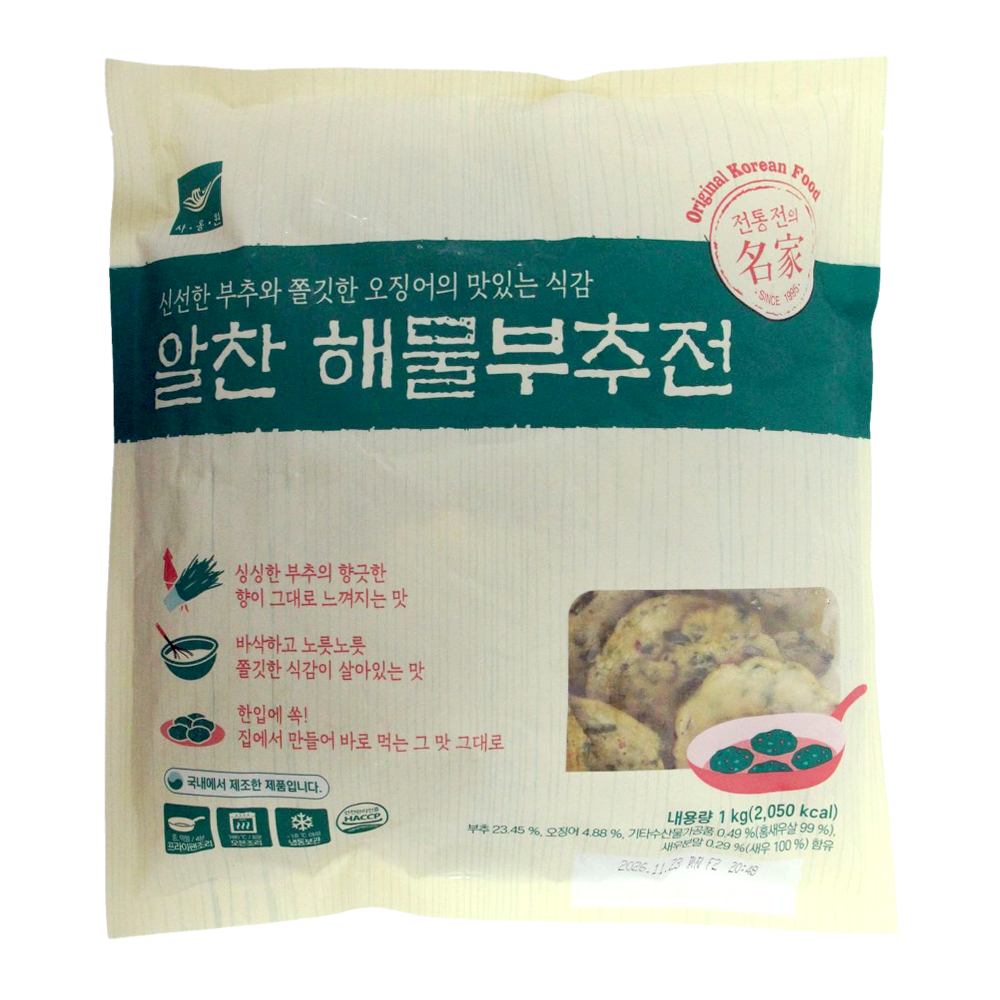 사·옹·원
Original Korean Food
전통 전의
名家
·SINCE 1995·
신선한 부추와 쫄깃한 오징어의 맛있는 식감
알찬 해물부추전
싱싱한 부추의 향긋한
향이 그대로 느껴지는 맛
바삭하고 노릇노릇
쫄깃한 식감이 살아있는 맛
한입에 쏙!
집에서 만들어 바로 먹는 그 맛 그대로
국내에서 제조한 제품입니다.
프라이팬조리
오븐조리
냉동보관
HACCP
내용량 1 kg(2,050 kcal)
부추 23.45 %, 오징어 4.88 %, 기타수산물가공품 0.49 %(홍새우살 99 %),
새우분말 0.29 %(새우 100 %) 함유
2026.11.23 F2 20:48